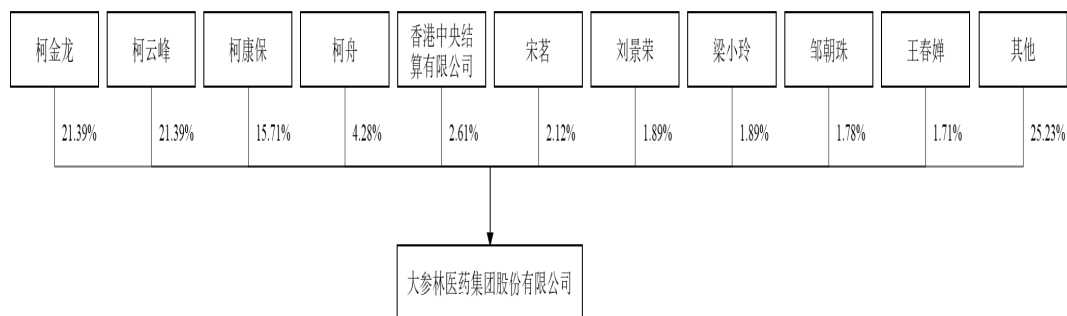 柯金龙
柯云峰
柯康保
柯舟
香港中央结
算有限公司
宋茗
刘景荣
梁小玲
邹朝珠
王春婵
其他
21.39%
21.39%
15.71%
4.28%
2.61%
2.12%
1.89%
1.89%
1.78%
1.71%
25.23%
大参林医药集团股份有限公司